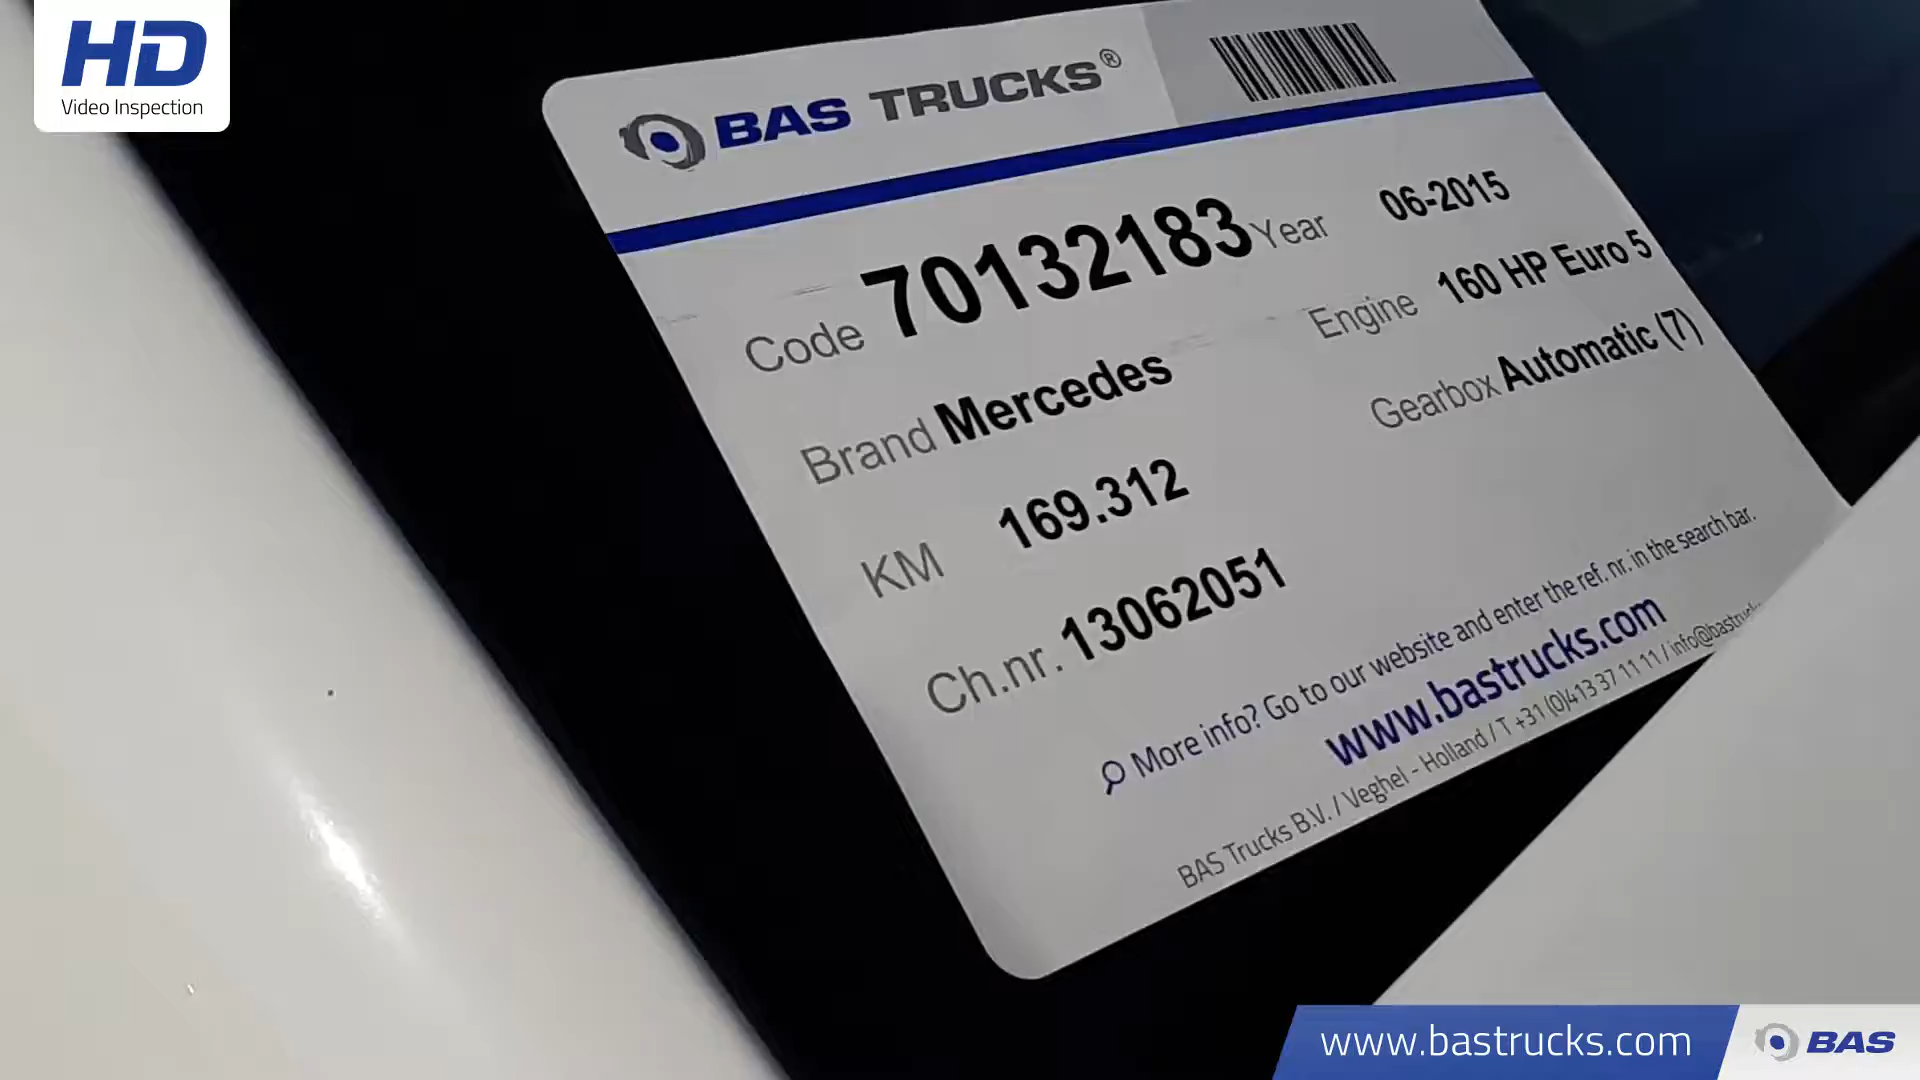 HD
Video Inspection
BAS TRUCKS®
Code 70132183
Year 06-2015
Brand Mercedes
Engine 160 HP Euro 5
KM 169.312
Gearbox Automatic (7)
Ch.nr. 13062051
More info? Go to our website and enter the ref. nr. in the search bar.
www.bastrucks.com
BAS Trucks B.V. / Veghel - Holland / T +31 (0)413 37 11 11 /
www.bastrucks.com
BAS